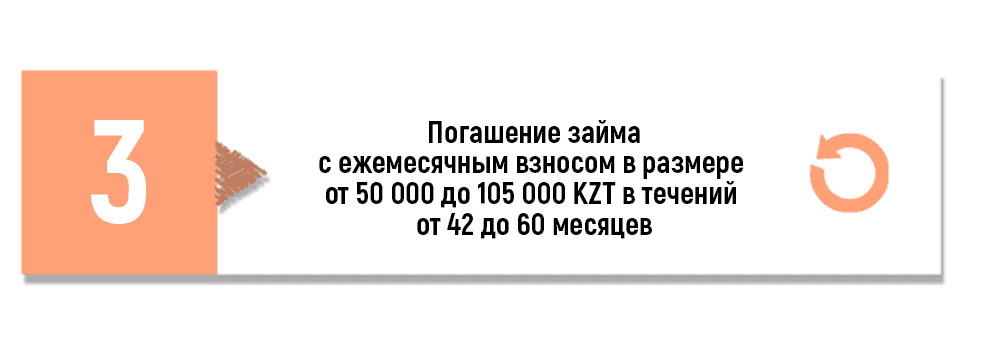 3
Погашение займа
с ежемесячным взносом в размере
от 50 000 до 105 000 KZT в течений
от 42 до 60 месяцев